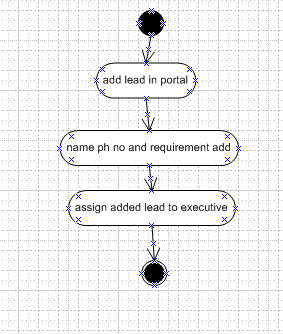 add lead in portal
name ph no and requirement add
assign added lead to executive